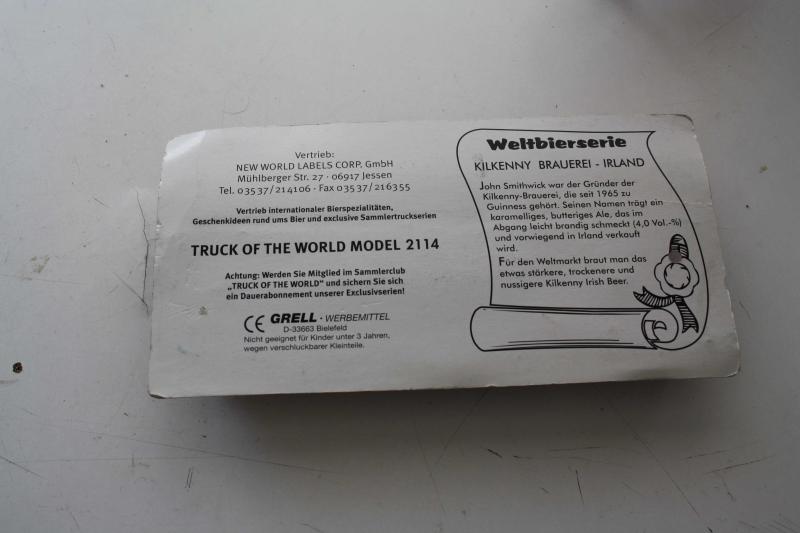 Vertrieb:
NEW WORLD LABELS CORP. GmbH
Mühlberger Str. 27 · 06917 Jessen
Tel. 03537/214106 · Fax 03537/216355
Vertrieb internationaler Bierspezialitäten,
Geschenkideen rund ums Bier und exclusive Sammlertruckserien
TRUCK OF THE WORLD MODEL 2114
Achtung: Werden Sie Mitglied im Sammlerclub
„TRUCK OF THE WORLD" und sichern Sie sich
ein Dauerabonnement unserer Exclusivserien!
CE GRELL · WERBEMITTEL
D-33663 Bielefeld
Nicht geeignet für Kinder unter 3 Jahren,
wegen verschluckbarer Kleinteile.
Weltbierserie
KILKENNY BRAUEREI - IRLAND
John Smithwick war der Gründer der
Kilkenny-Brauerei, die seit 1965 zu
Guinness gehört. Seinen Namen trägt ein
karamelliges, butteriges Ale, das im
Abgang leicht brandig schmeckt (4,0 Vol.-%)
und vorwiegend in Irland verkauft
wird.
Für den Weltmarkt braut man das
etwas stärkere, trockenere und
nussigere Kilkenny Irish Beer.